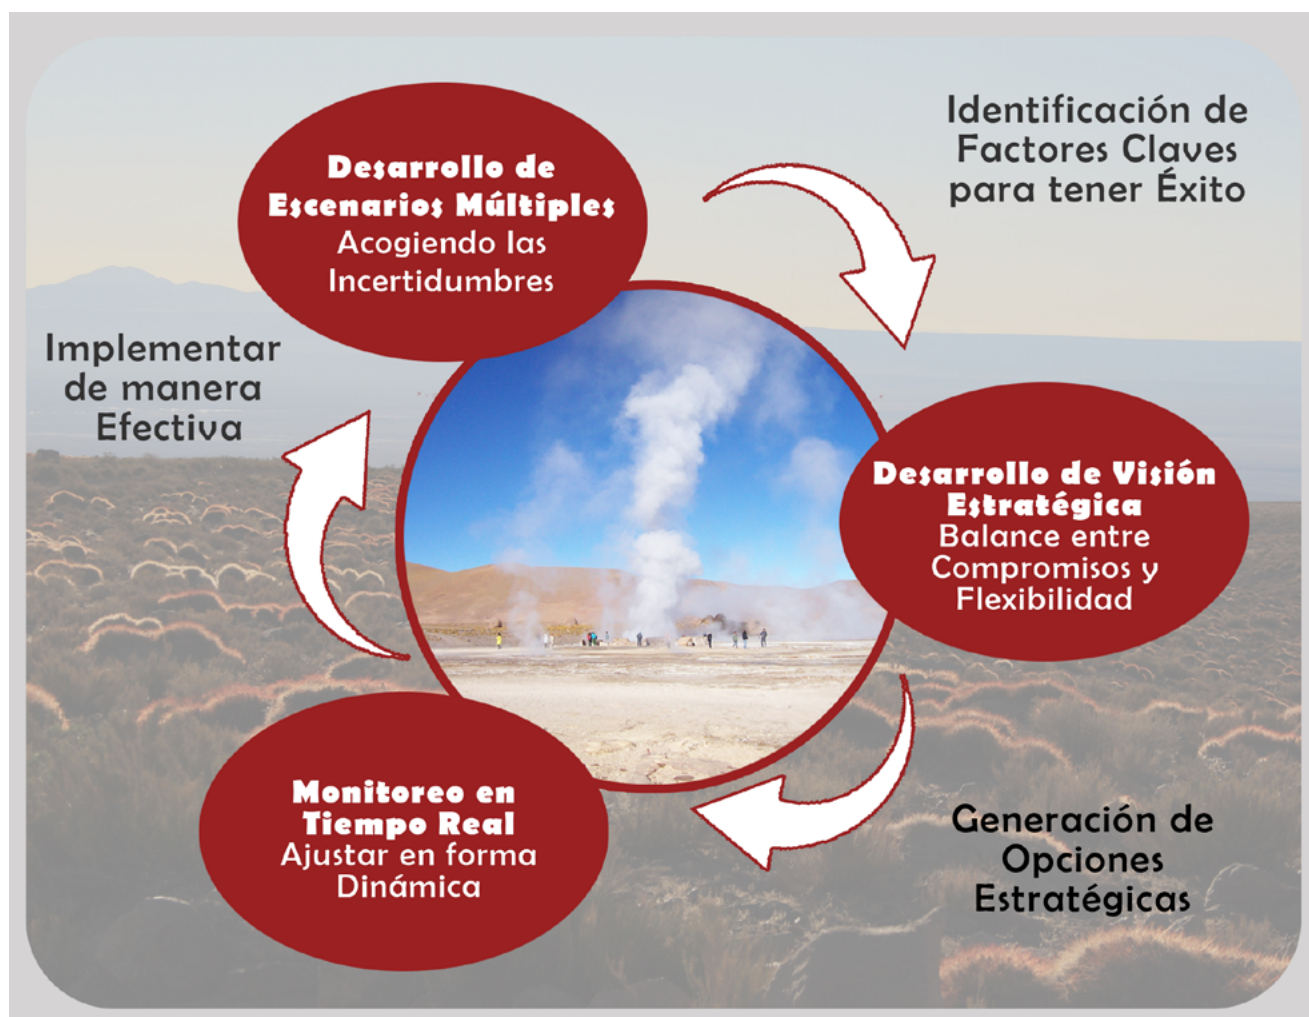 Desarrollo de
Escenarios Múltiples
Acogiendo las
Incertidumbres
Identificación de
Factores Claves
para tener Éxito
Desarrollo de Visión
Estratégica
Balance entre
Compromisos y
Flexibilidad
Generación de
Opciones
Estratégicas
Monitoreo en
Tiempo Real
Ajustar en forma
Dinámica
Implementar
de manera
Efectiva